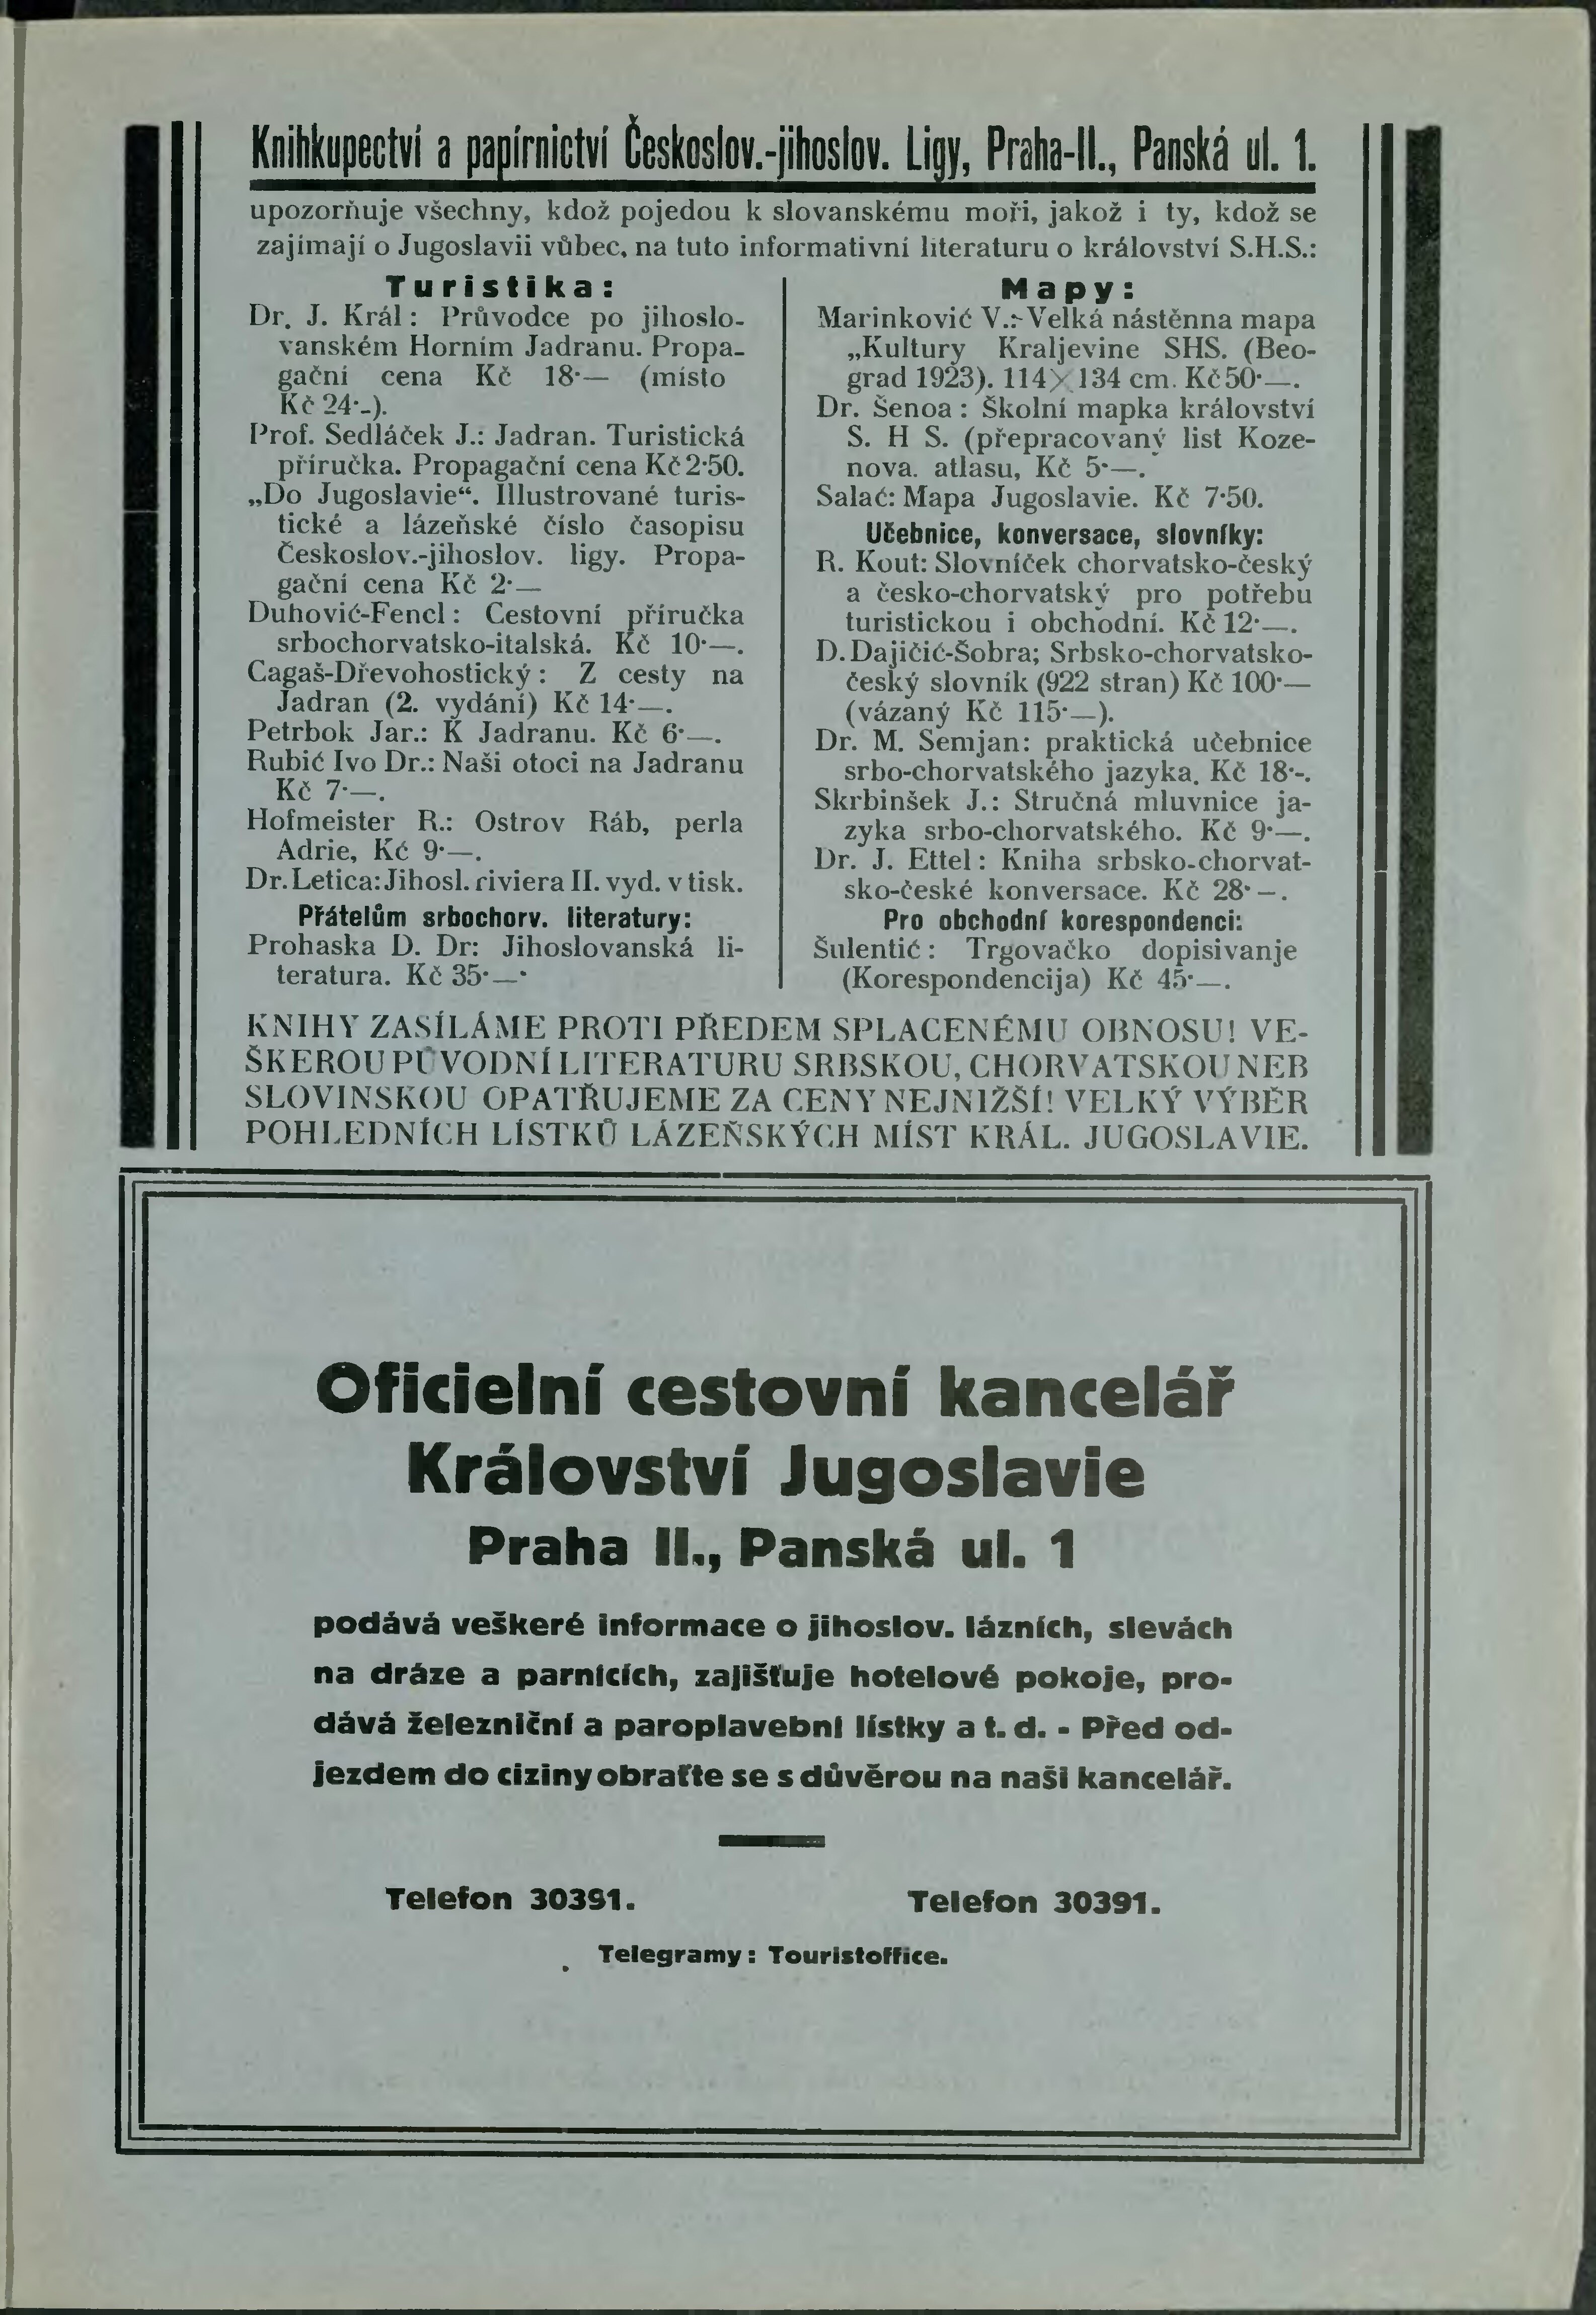 Knihkupectví a papírnictví Českoslov.-jihoslov. Ligy, Praha-II., Panská ul. 1.
upozorňuje všechny, kdož pojedou k slovanskému moři, jakož i ty, kdož se
zajímají o Jugoslavii vůbec, na tuto informativní literaturu o království S.H.S.:
Turistika:
Dr. J. Král: Průvodce po jihoslo-
vanském Horním Jadranu. Propa-
gační cena Kč 18·— (místo
Kč 24·-).
Prof. Sedláček J.: Jadran. Turistická
příručka. Propagační cena Kč 2·50.
„Do Jugoslavie“. Illustrované turis-
tické a lázeňské číslo časopisu
Českoslov.-jihoslov. ligy. Propa-
gační cena Kč 2·—
Duhović-Fencl: Cestovní příručka
srbochorvatsko-italská. Kč 10·—.
Cagaš-Dřevohostický: Z cesty na
Jadran (2. vydání) Kč 14·—.
Petrbok Jar.: K Jadranu. Kč 6·—.
Rubić Ivo Dr.: Naši otoci na Jadranu
Kč 7·—.
Hofmeister R.: Ostrov Ráb, perla
Adrie, Kč 9·—.
Dr. Letica: Jihosl. riviera II. vyd. v tisk.
Přátelům srbochorv. literatury:
Prohaska D. Dr: Jihoslovanská li-
teratura. Kč 35·—·
Mapy:
Marinković V.:-Velká nástěnna mapa
„Kultury Kraljevine SHS. (Beo-
grad 1923). 114×134 cm. Kč 50·—.
Dr. Šenoa: Školní mapka království
S. H S. (přepracovaný list Koze-
nova. atlasu, Kč 5·—.
Salać: Mapa Jugoslavie. Kč 7·50.
Učebnice, konversace, slovníky:
R. Kout: Slovníček chorvatsko-český
a česko-chorvatský pro potřebu
turistickou i obchodní. Kč 12·—.
D. Dajičić-Šobra; Srbsko-chorvatsko-
český slovník (922 stran) Kč 100·—
(vázaný Kč 115·—).
Dr. M. Semjan: praktická učebnice
srbo-chorvatského jazyka. Kč 18·-.
Skrbinšek J.: Stručná mluvnice ja-
zyka srbo-chorvatského. Kč 9·—.
Dr. J. Ettel: Kniha srbsko-chorvat-
sko-české konversace. Kč 28·—.
Pro obchodní korespondenci:
Šulentić: Trgovačko dopisivanje
(Korespondencija) Kč 45·—.
KNIHY ZASÍLÁME PROTI PŘEDEM SPLACENÉMU OBNOSU! VE-
ŠKEROU PŮVODNÍ LITERATURU SRBSKOU, CHORVATSKOU NEB
SLOVINSKOU OPATŘUJEME ZA CENY NEJNIŽŠÍ! VELKÝ VÝBĚR
POHLEDNÍCH LÍSTKŮ LÁZEŇSKÝCH MÍST KRÁL. JUGOSLAVIE.
Oficielní cestovní kancelář
Království Jugoslavie
Praha II., Panská ul. 1
podává veškeré informace o jihoslov. lázních, slevách
na dráze a parnících, zajišťuje hotelové pokoje, pro-
dává železniční a paroplavební lístky a t. d. - Před od-
jezdem do ciziny obraťte se s důvěrou na naši kancelář.
Telefon 30391. Telefon 30391.
Telegramy: Touristoffice.